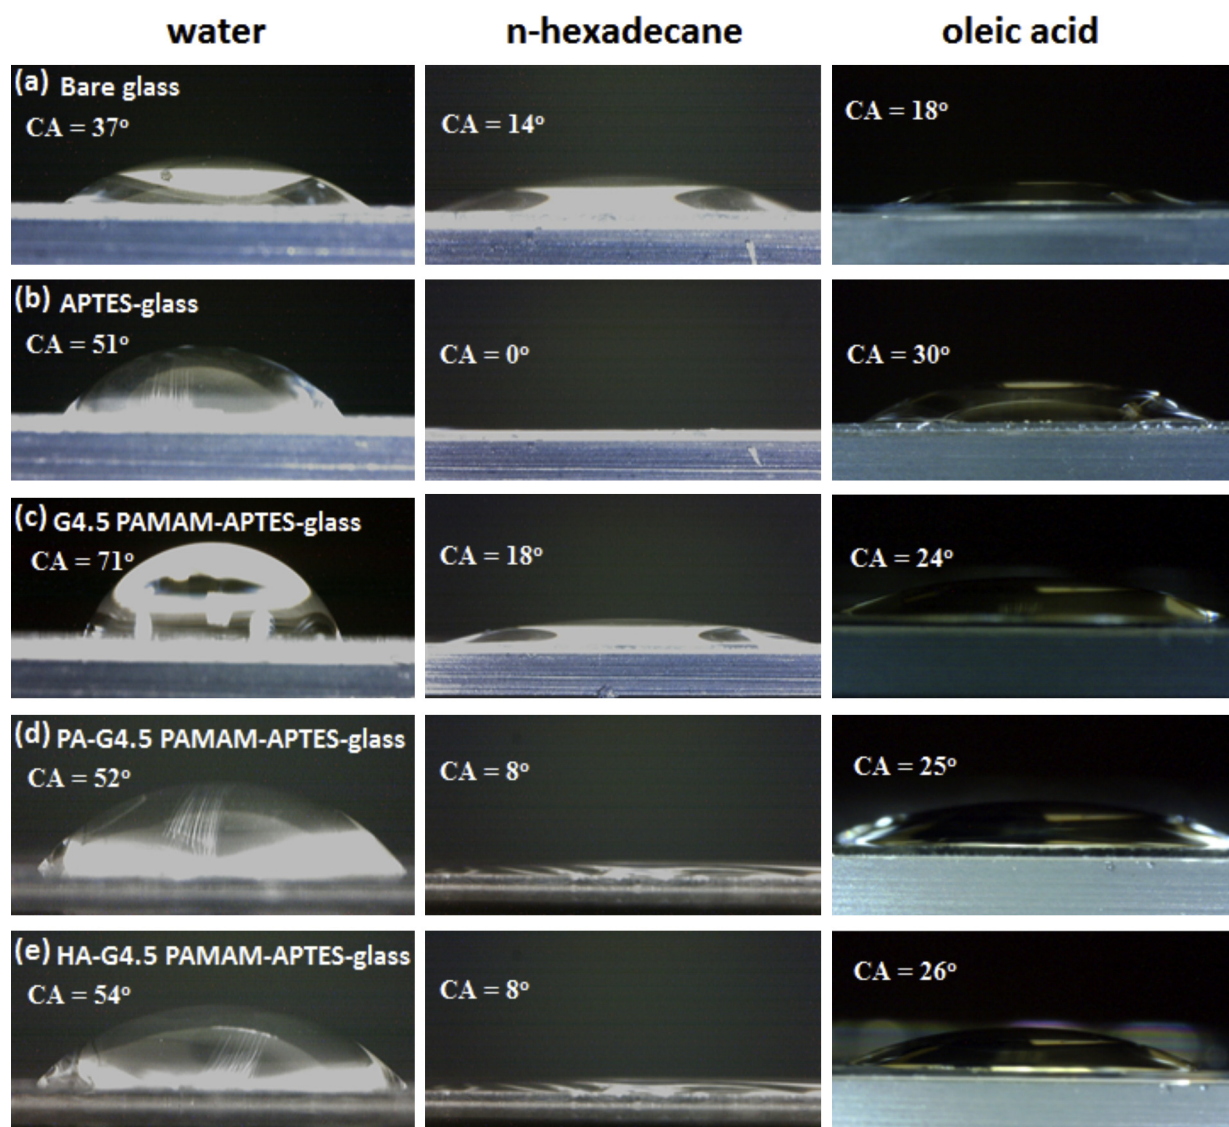 water n-hexadecane oleic acid
(a) Bare glass
CA = 37°
CA = 14°
CA = 18°
(b) APTES-glass
CA = 51°
CA = 0°
CA = 30°
(c) G4.5 PAMAM-APTES-glass
CA = 71°
CA = 18°
CA = 24°
(d) PA-G4.5 PAMAM-APTES-glass
CA = 52°
CA = 8°
CA = 25°
(e) HA-G4.5 PAMAM-APTES-glass
CA = 54°
CA = 8°
CA = 26°